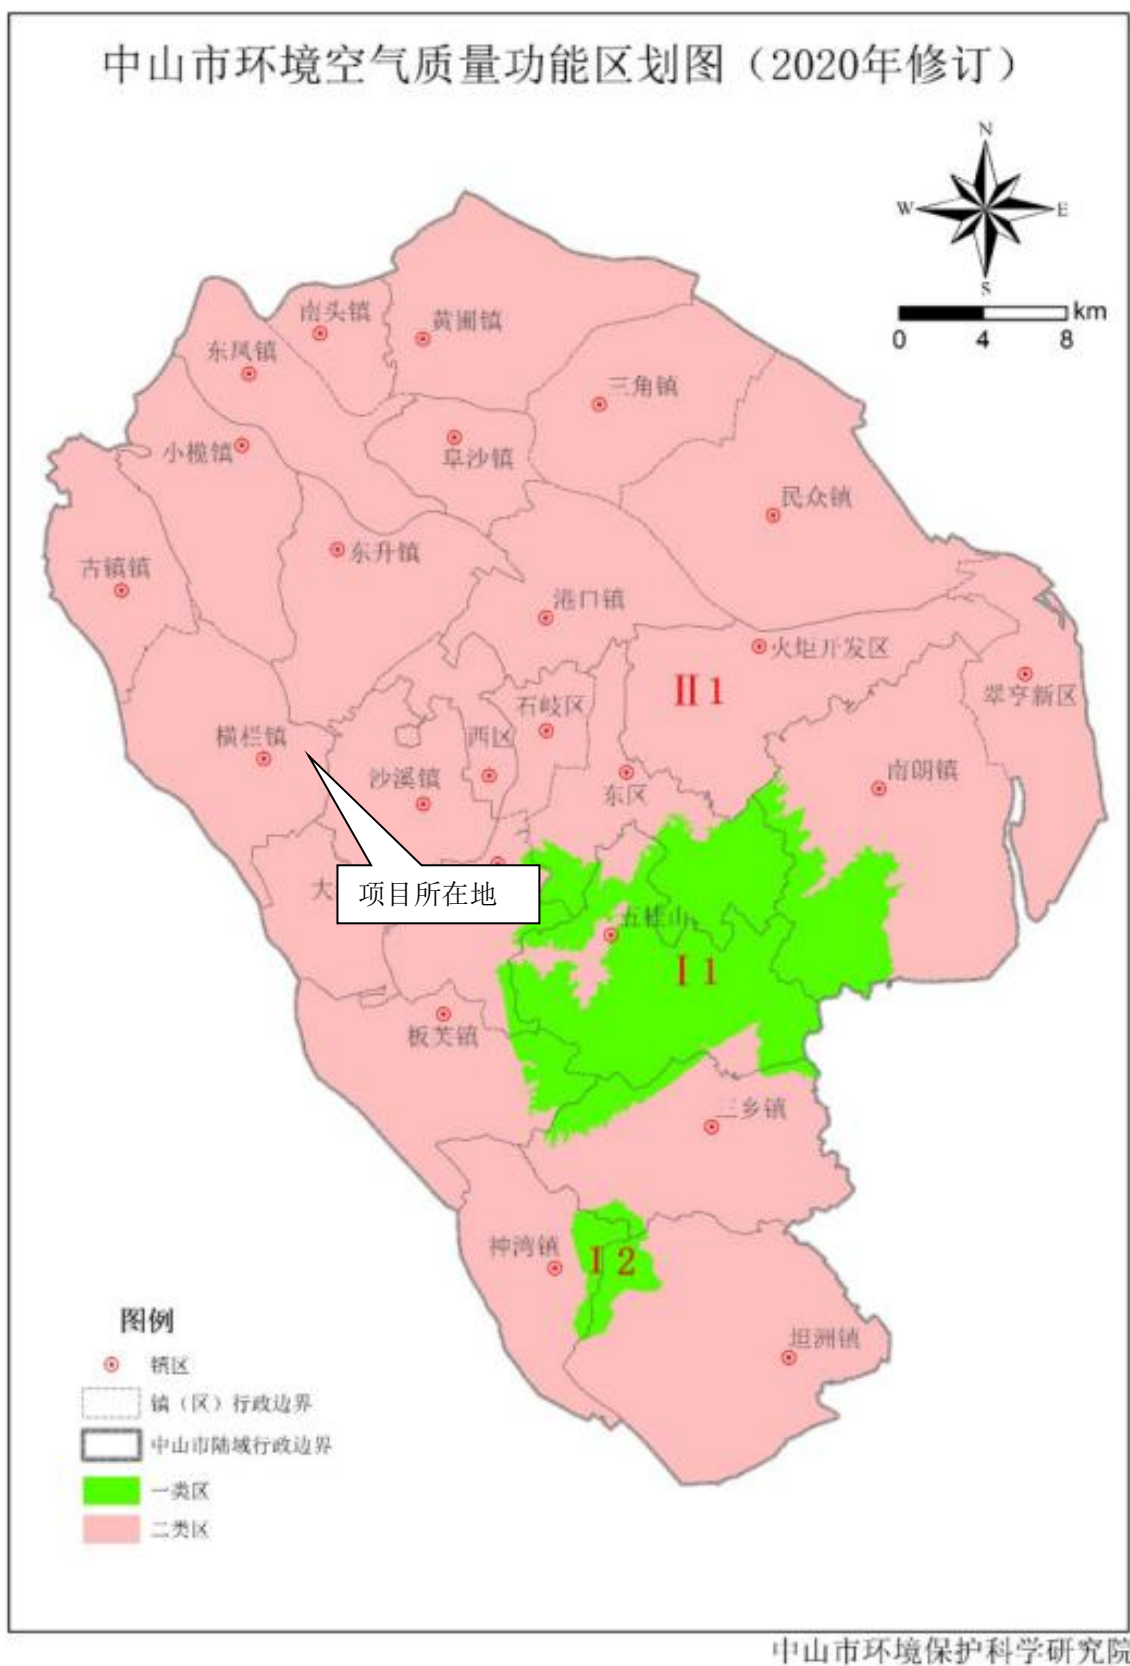 中山市环境空气质量功能区划图（2020年修订）
N
W
E
S
km
0 4 8
南头镇
黄圃镇
东凤镇
三角镇
小榄镇
阜沙镇
民众镇
东升镇
古镇镇
港口镇
火炬开发区
翠亨新区
II 1
石岐区
横栏镇
西区
南朗镇
沙溪镇
东区
大
项目所在地
五桂山
I 1
板芙镇
三乡镇
神湾镇
I 2
坦洲镇
图例
镇区
镇（区）行政边界
中山市陆域行政边界
一类区
二类区
中山市环境保护科学研究院